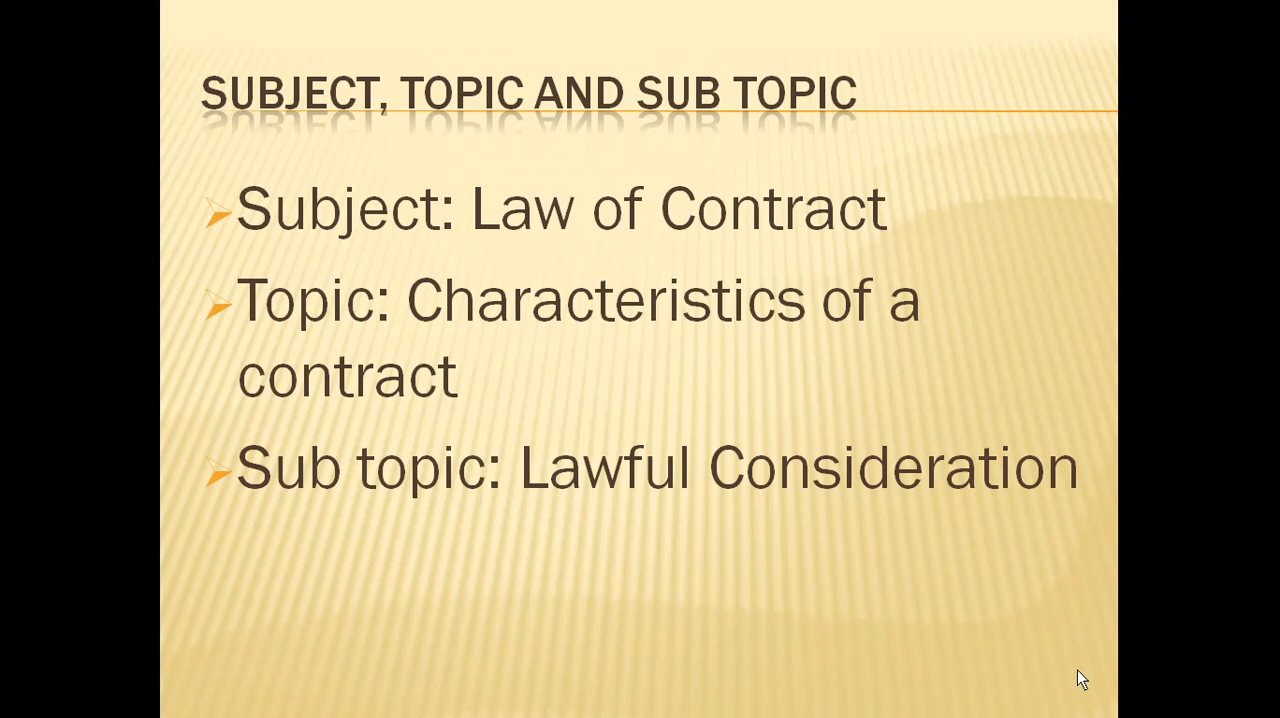 SUBJECT, TOPIC AND SUB TOPIC
Subject: Law of Contract
Topic: Characteristics of a
contract
Sub topic: Lawful Consideration